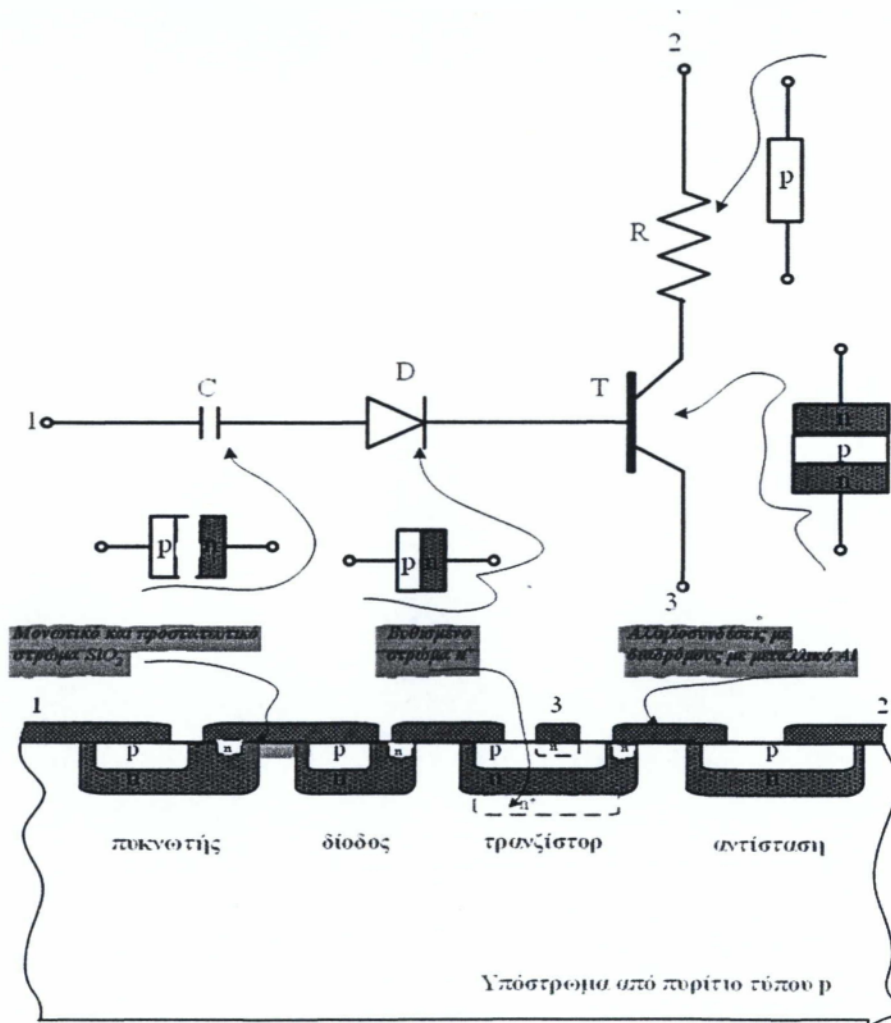 2
p
R
C
D
T
1
n
p
n
p
p n
3
Μονωτικό και προστατευτικό
στρώμα SiO₂
Βυθισμένο
στρώμα n⁺
Αλληλοσυνδέσεις με
διαδρόμους με μεταλλικό Al
1
3
2
p n p n p n n p
n n n n
n⁺
πυκνωτής δίοδος τρανζίστορ αντίσταση
Υπόστρωμα από πυρίτιο τύπου p